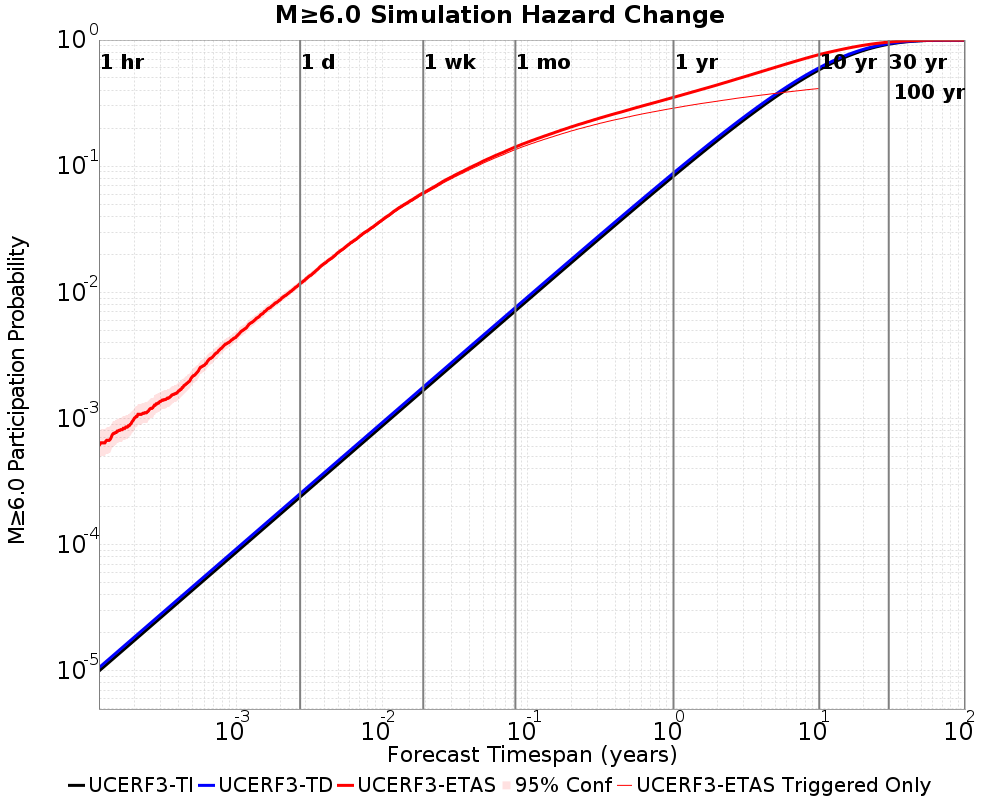 M≥6.0 Simulation Hazard Change
10^0
1 hr
1 d
1 wk
1 mo
1 yr
10 yr
30 yr
100 yr
10^-1
10^-2
10^-3
10^-4
10^-5
M≥6.0 Participation Probability
10^-3
10^-2
10^-1
10^0
10^1
10^2
Forecast Timespan (years)
UCERF3-TI
UCERF3-TD
UCERF3-ETAS
95% Conf
UCERF3-ETAS Triggered Only